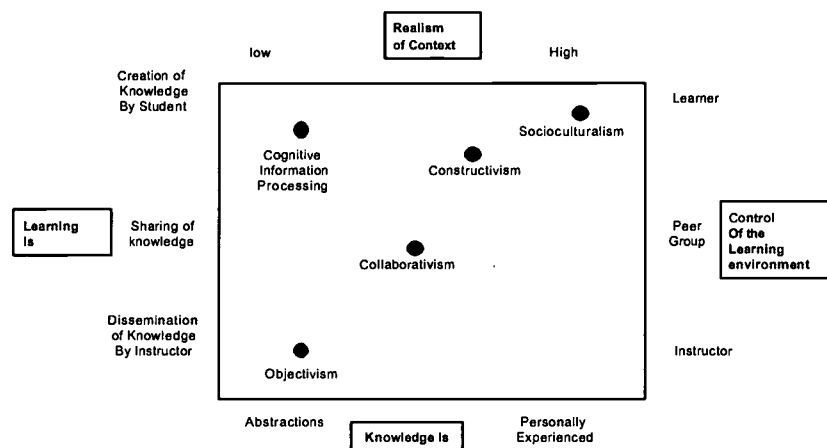 Realism
of Context
low
High
Creation of
Knowledge
By Student
Learner
Socioculturalism
Cognitive
Information
Processing
Constructivism
Learning
Is
Sharing of
knowledge
Peer
Group
Control
Of the
Learning
environment
Collaborativism
Dissemination
of Knowledge
By Instructor
Instructor
Objectivism
Abstractions
Knowledge Is
Personally
Experienced